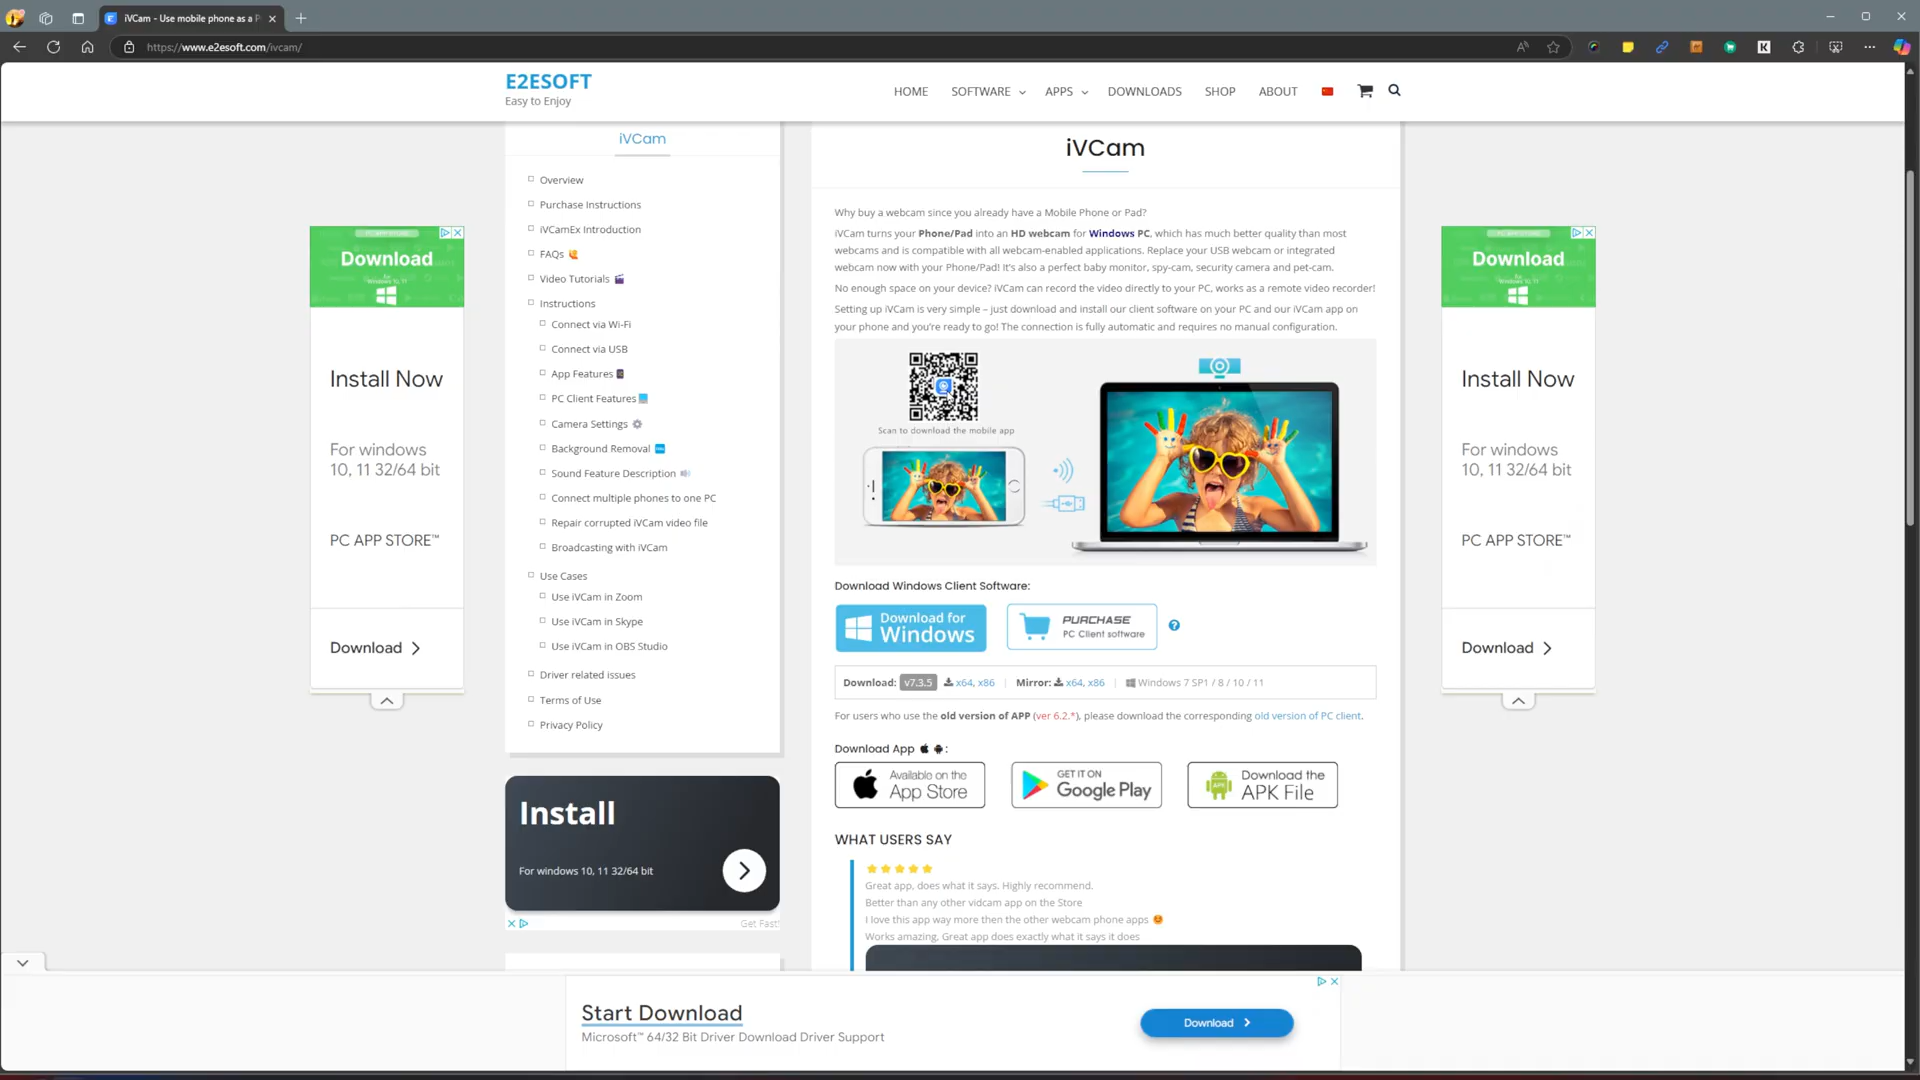 iVCam - Use mobile phone as a P
https://www.e2esoft.com/ivcam/
E2ESOFT
Easy to Enjoy
HOME
SOFTWARE
APPS
DOWNLOADS
SHOP
ABOUT
iVCam
Overview
Purchase Instructions
iVCamEx Introduction
FAQs
Video Tutorials
Instructions
Connect via Wi-Fi
Connect via USB
App Features
PC Client Features
Camera Settings
Background Removal
Sound Feature Description
Connect multiple phones to one PC
Repair corrupted iVCam video file
Broadcasting with iVCam
Use Cases
Use iVCam in Zoom
Use iVCam in Skype
Use iVCam in OBS Studio
Driver related issues
Terms of Use
Privacy Policy
iVCam
Why buy a webcam since you already have a Mobile Phone or Pad?
iVCam turns your Phone/Pad into an HD webcam for Windows PC, which has much better quality than most
webcams and is compatible with all webcam-enabled applications. Replace your USB webcam or integrated
webcam now with your Phone/Pad! It's also a perfect baby monitor, spy-cam, security camera and pet-cam.
No enough space on your device? iVCam can record the video directly to your PC, works as a remote video recorder!
Setting up iVCam is very simple – just download and install our client software on your PC and our iVCam app on
your phone and you're ready to go! The connection is fully automatic and requires no manual configuration.
Scan to download the mobile app
Download Windows Client Software:
Download for
Windows
PURCHASE
PC Client software
Download: v7.3.5 x64, x86 | Mirror: x64, x86 | Windows 7 SP1 / 8 / 10 / 11
For users who use the old version of APP (ver 6.2.*), please download the corresponding old version of PC client.
Download App :
Available on the
App Store
GET IT ON
Google Play
Download the
APK File
WHAT USERS SAY
Great app, does what it says. Highly recommend.
Better than any other vidcam app on the Store
I love this app way more then the other webcam phone apps
Works amazing, Great app does exactly what it says it does
PC APP STORE
Download
for
Windows 10, 11
Install Now
For windows
10, 11 32/64 bit
PC APP STORE™
Download
PC APP STORE
Download
for
Windows 10, 11
Install Now
For windows
10, 11 32/64 bit
PC APP STORE™
Download
Install
For windows 10, 11 32/64 bit
Get Fast!
Start Download
Microsoft™ 64/32 Bit Driver Download Driver Support
Download